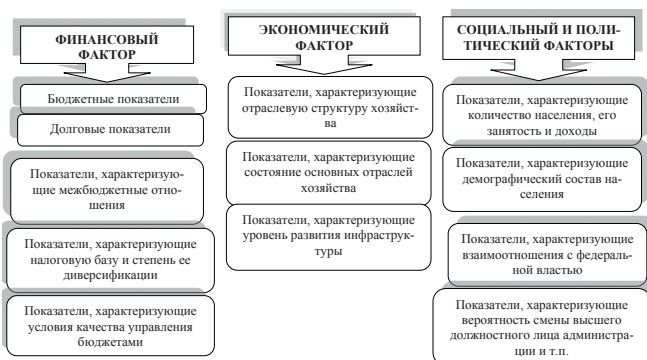 ФИНАНСОВЫЙ
ФАКТОР
Бюджетные показатели
Долговые показатели
Показатели, характеризую-
щие межбюджетные отно-
шения
Показатели, характеризующие
налоговую базу и степень ее
диверсификации
Показатели, характеризующие
условия качества управления
бюджетами
ЭКОНОМИЧЕСКИЙ
ФАКТОР
Показатели, характеризующие
отраслевую структуру хозяйст-
ва
Показатели, характеризующие
состояние основных отраслей
хозяйства
Показатели, характеризующие
уровень развития инфраструк-
туры
СОЦИАЛЬНЫЙ И ПОЛИ-
ТИЧЕСКИЙ ФАКТОРЫ
Показатели, характеризующие
количество населения, его
занятость и доходы
Показатели, характеризующие
демографический состав на-
селения
Показатели, характеризующие
взаимоотношения с федераль-
ной властью
Показатели, характеризующие
вероятность смены высшего
должностного лица администра-
ции и т.п.